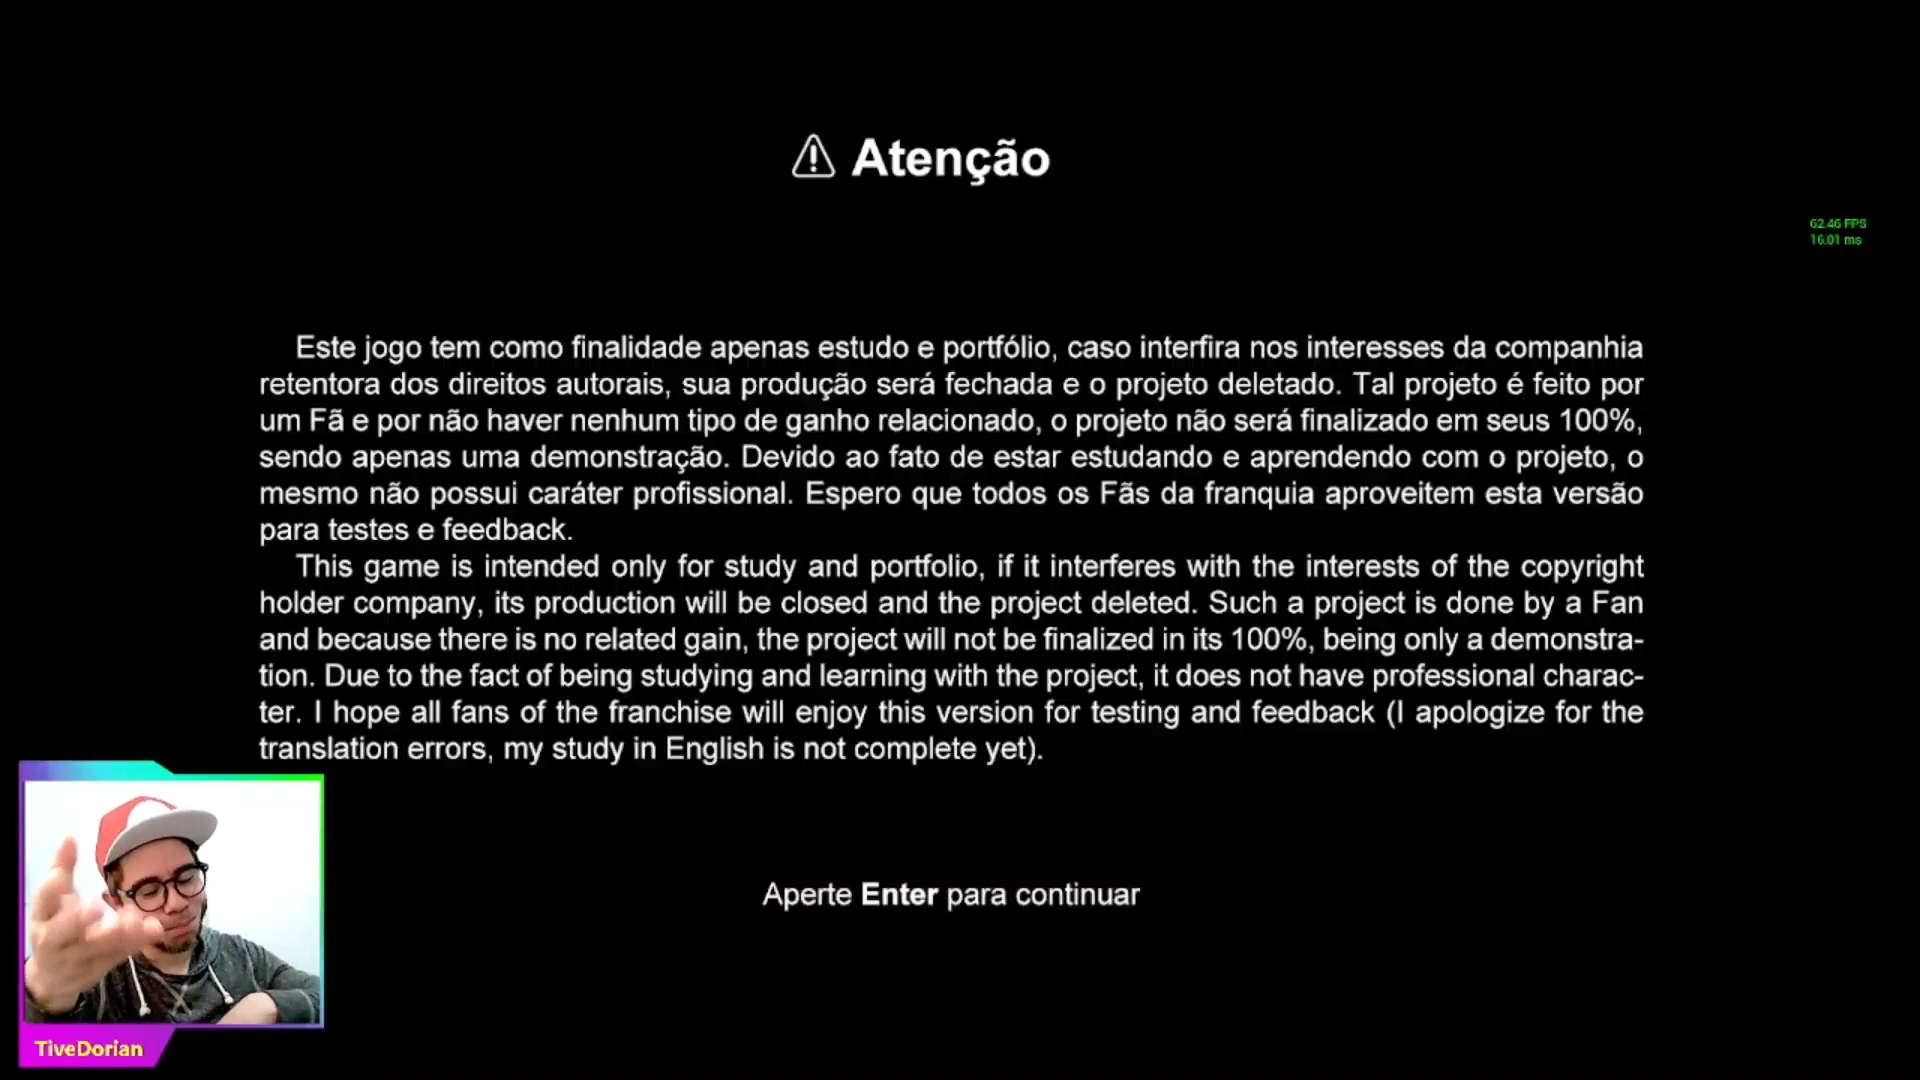 Atenção
62.46 FPS
16.01 ms
Este jogo tem como finalidade apenas estudo e portfólio, caso interfira nos interesses da companhia
retentora dos direitos autorais, sua produção será fechada e o projeto deletado. Tal projeto é feito por
um Fã e por não haver nenhum tipo de ganho relacionado, o projeto não será finalizado em seus 100%,
sendo apenas uma demonstração. Devido ao fato de estar estudando e aprendendo com o projeto, o
mesmo não possui caráter profissional. Espero que todos os Fãs da franquia aproveitem esta versão
para testes e feedback.
This game is intended only for study and portfolio, if it interferes with the interests of the copyright
holder company, its production will be closed and the project deleted. Such a project is done by a Fan
and because there is no related gain, the project will not be finalized in its 100%, being only a demonstra-
tion. Due to the fact of being studying and learning with the project, it does not have professional charac-
ter. I hope all fans of the franchise will enjoy this version for testing and feedback (I apologize for the
translation errors, my study in English is not complete yet).
Aperte Enter para continuar
TiveDorian